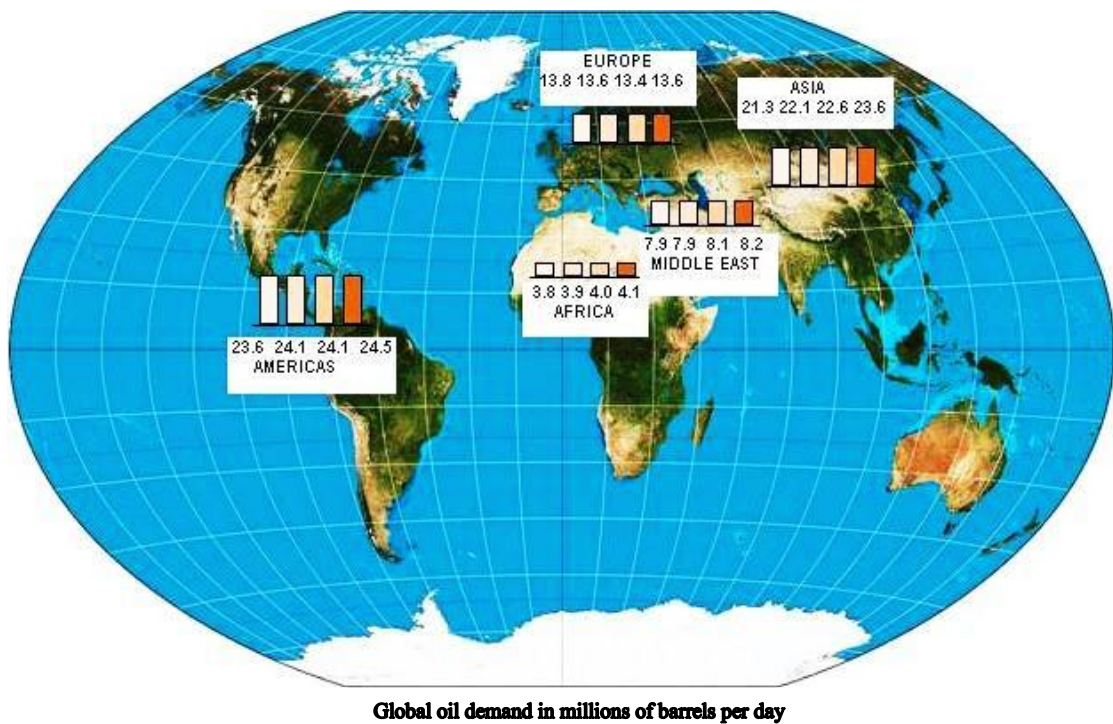 EUROPE
13.8 13.6 13.4 13.6
ASIA
21.3 22.1 22.6 23.6
7.9 7.9 8.1 8.2
MIDDLE EAST
3.8 3.9 4.0 4.1
AFRICA
23.6 24.1 24.1 24.5
AMERICAS
Global oil demand in millions of barrels per day